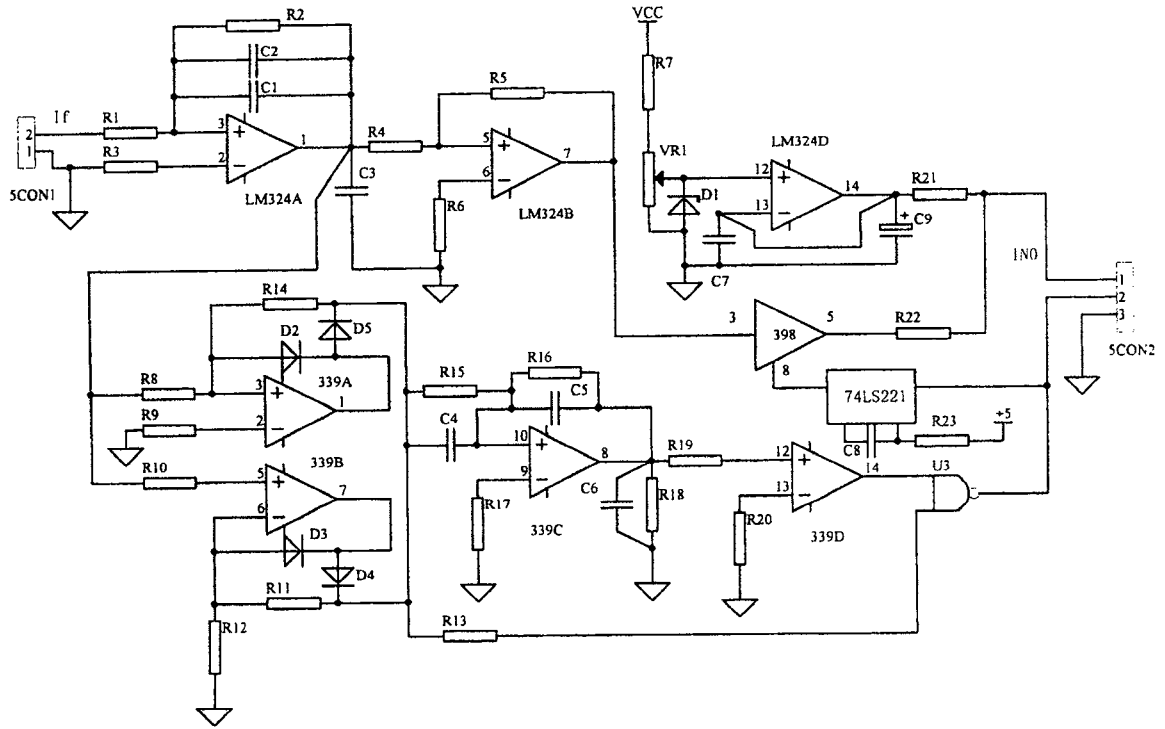 R2
VCC
C2
R7
C1
R5
If
R1
3
+
2
1
R3
2
−
1
R4
5
+
7
6
−
LM324D
VR1
12
+
14
R21
13
−
D1
+
C9
C7
5CON1
LM324A
C3
R6
LM324B
IN0
1
2
3
5CON2
R14
D2
D5
3
398
5
R22
8
R16
339A
R15
C5
74LS221
+5
R8
3
+
1
2
−
R9
C4
C8
R23
10
+
8
9
−
R19
12
+
14
13
−
U3
339B
R10
5
+
7
6
−
R17
C6
R18
339C
R20
339D
D3
D4
R11
R12
R13